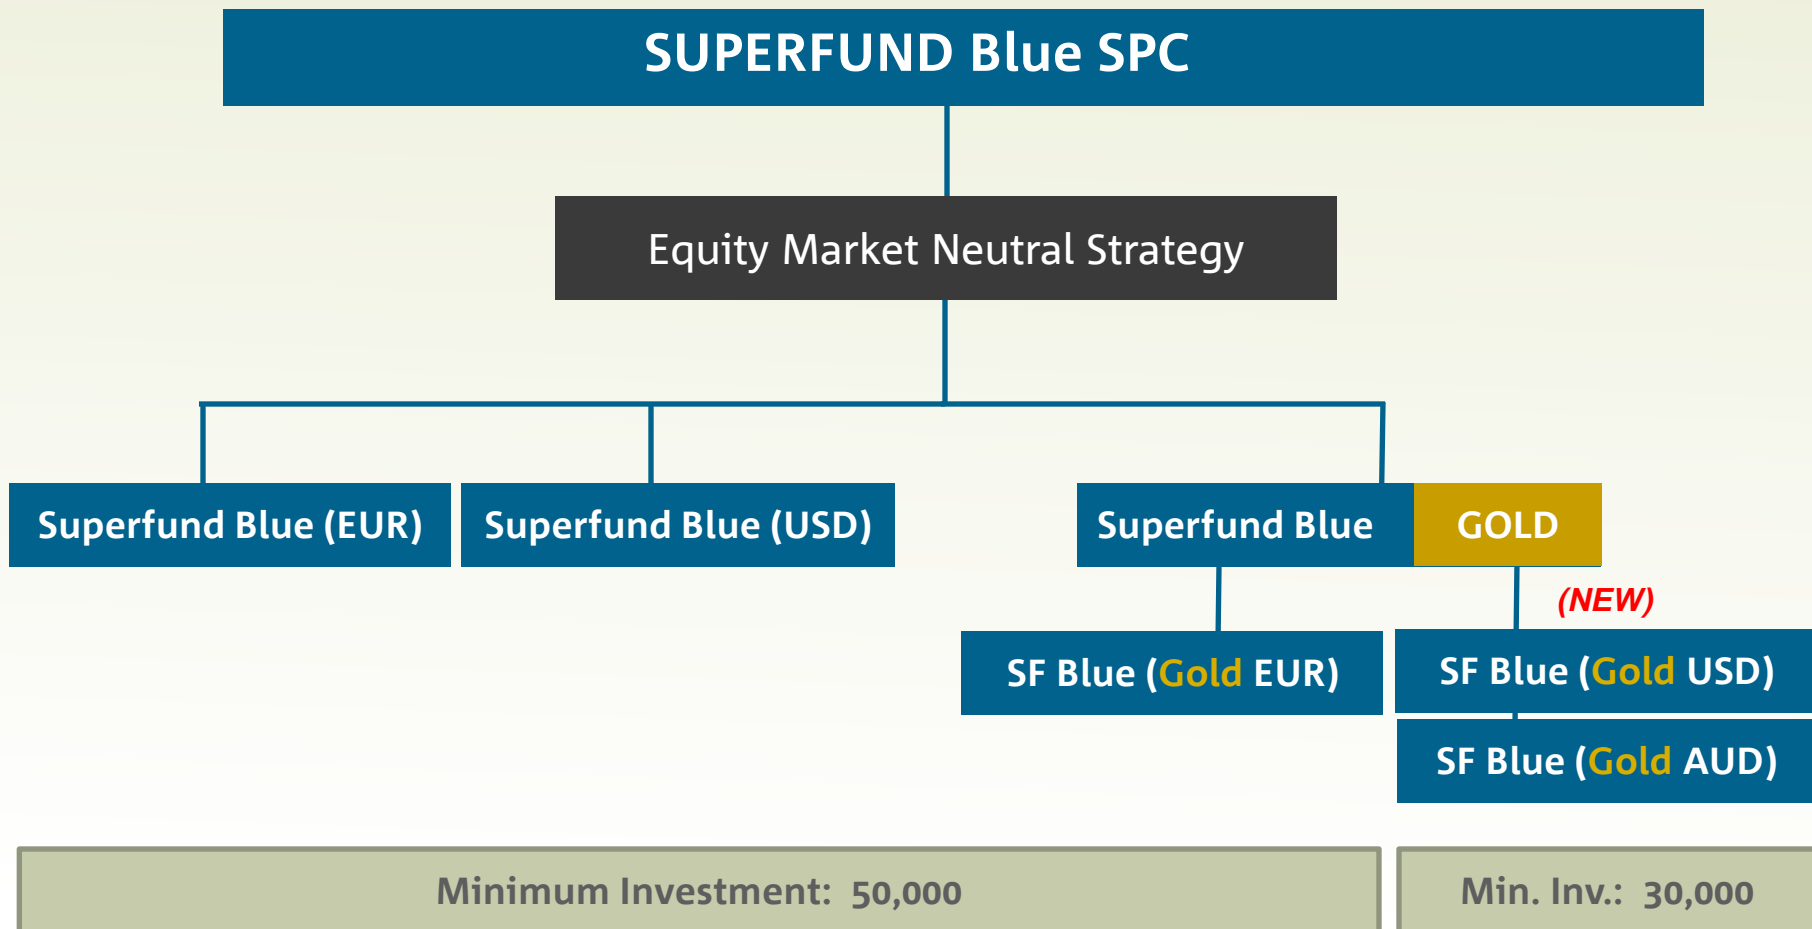 SUPERFUND Blue SPC
Equity Market Neutral Strategy
Superfund Blue (EUR)
Superfund Blue (USD)
Superfund Blue
GOLD
(NEW)
SF Blue (Gold EUR)
SF Blue (Gold USD)
SF Blue (Gold AUD)
Minimum Investment: 50,000
Min. Inv.: 30,000